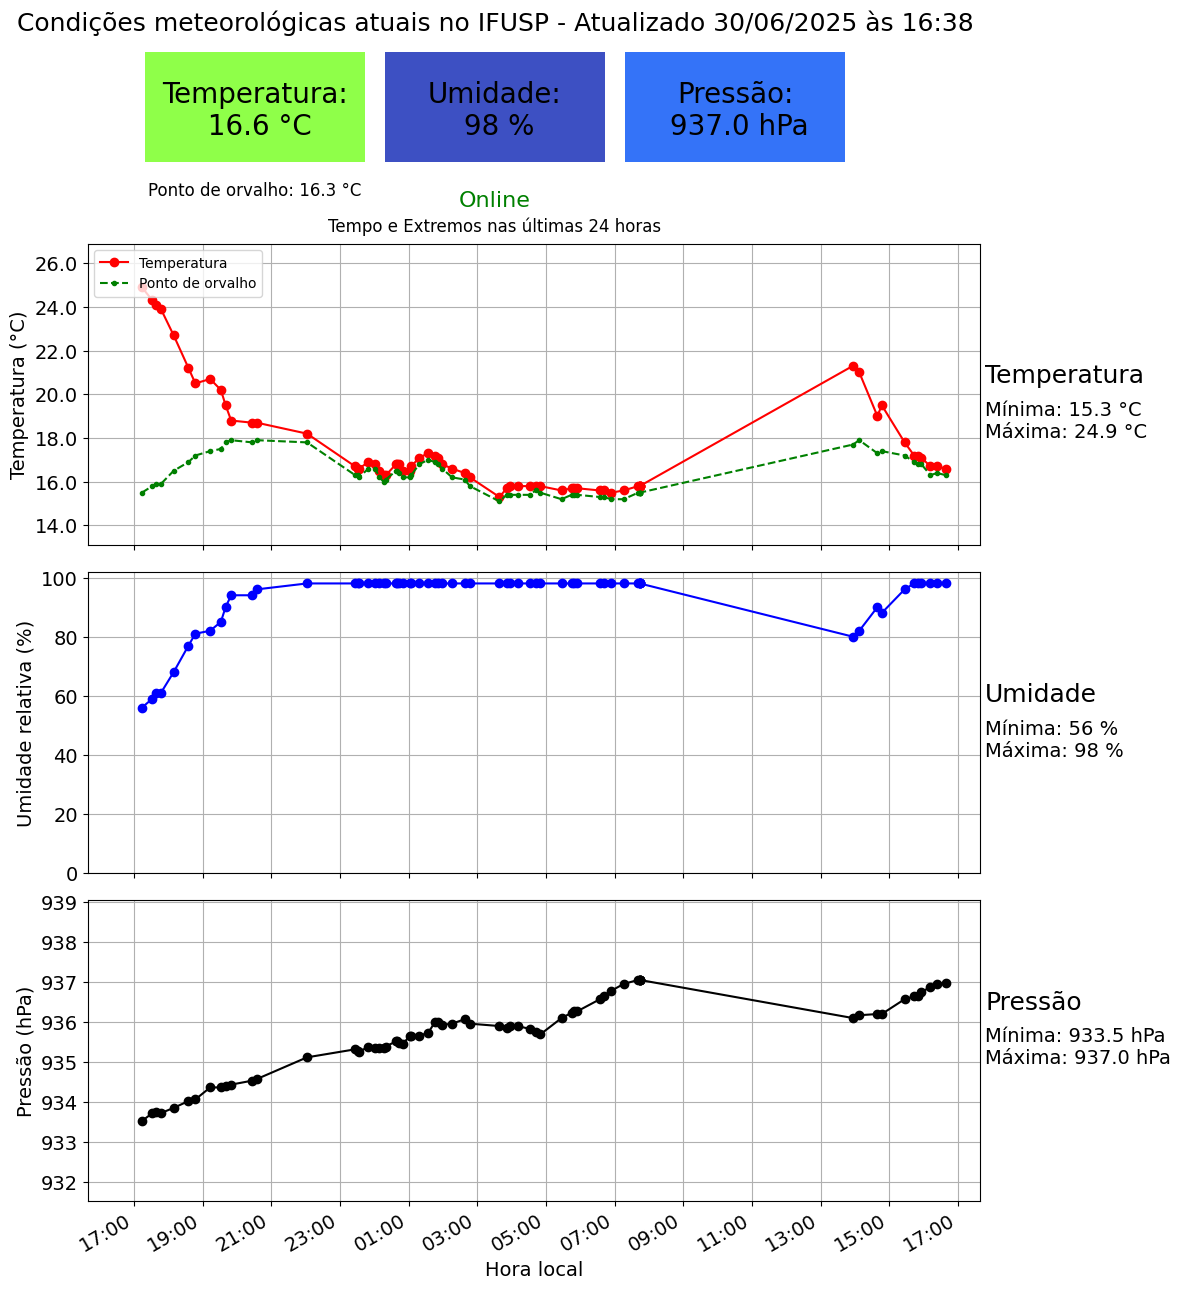 Condições meteorológicas atuais no IFUSP - Atualizado 30/06/2025 às 16:38
Temperatura:
16.6 °C
Umidade:
98 %
Pressão:
937.0 hPa
Ponto de orvalho: 16.3 °C
Online
Tempo e Extremos nas últimas 24 horas
Temperatura (°C)
26.0
24.0
22.0
20.0
18.0
16.0
14.0
Temperatura
Ponto de orvalho
Temperatura
Mínima: 15.3 °C
Máxima: 24.9 °C
Umidade relativa (%)
100
80
60
40
20
0
Umidade
Mínima: 56 %
Máxima: 98 %
Pressão (hPa)
939
938
937
936
935
934
933
932
Pressão
Mínima: 933.5 hPa
Máxima: 937.0 hPa
17:00 19:00 21:00 23:00 01:00 03:00 05:00 07:00 09:00 11:00 13:00 15:00 17:00
Hora local